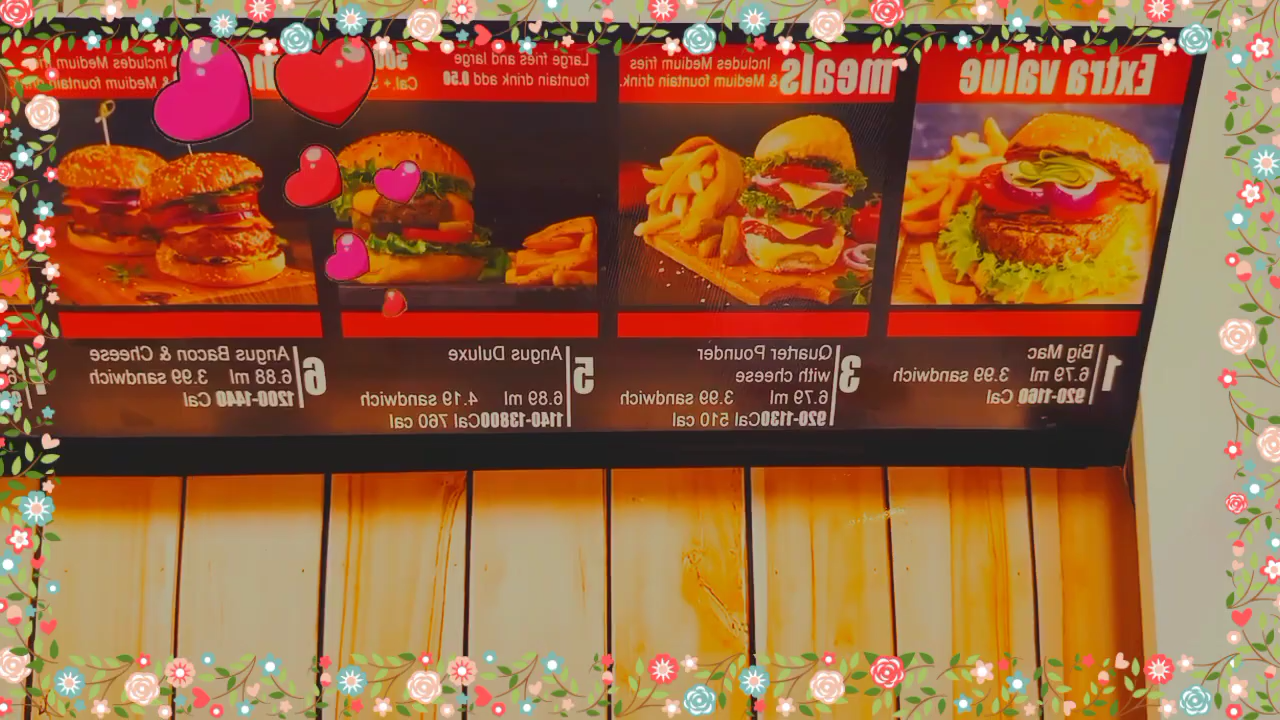 Extra value
meals
Includes Medium fries
& Medium fountain drink.
Large fries and large
fountain drink add 0.50
Cal. +
Includes Medium
& Medium fountain
1
Big Mac
6.79 ml 3.99 sandwich
920-1160 Cal
3
Quarter Pounder
with cheese
6.79 ml 3.99 sandwich
920-1130Cal 510 cal
5
Angus Duluxe
6.89 ml 4.19 sandwich
1140-13800Cal 760 cal
6
Angus Bacon & Cheese
6.88 ml 3.99 sandwich
1200-1440 Cal